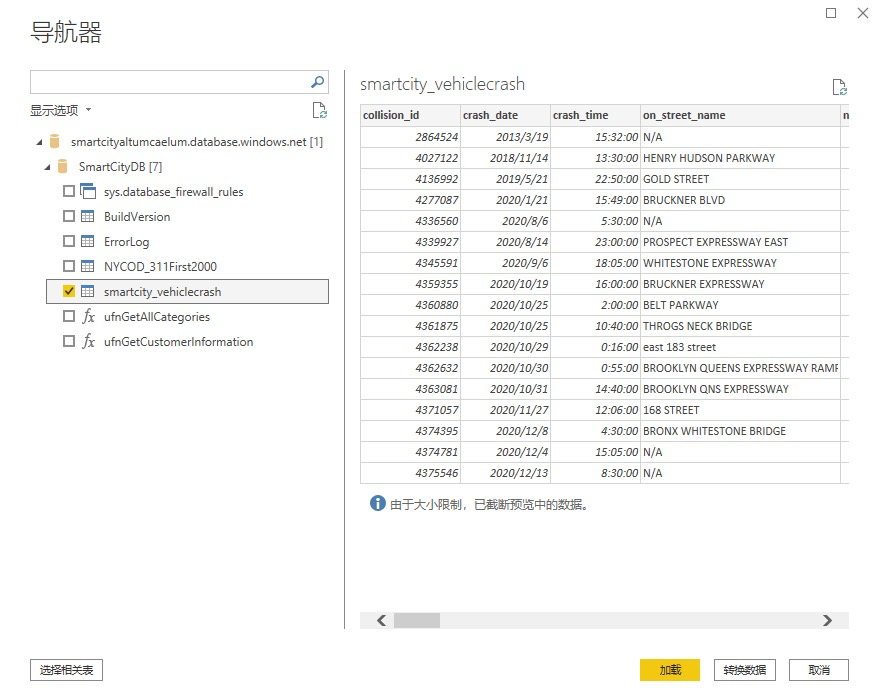 导航器
显示选项
smartcityaltumcaelum.database.windows.net [1]
SmartCityDB [7]
sys.database_firewall_rules
BuildVersion
ErrorLog
NYCOD_311First2000
smartcity_vehiclecrash
fx ufnGetAllCategories
fx ufnGetCustomerInformation
smartcity_vehiclecrash
collision_id crash_date crash_time on_street_name n
2864524 2013/3/19 15:32:00 N/A
4027122 2018/11/14 13:30:00 HENRY HUDSON PARKWAY
4136992 2019/5/21 22:50:00 GOLD STREET
4277087 2020/1/21 15:49:00 BRUCKNER BLVD
4336560 2020/8/6 5:30:00 N/A
4339927 2020/8/14 23:00:00 PROSPECT EXPRESSWAY EAST
4345591 2020/9/6 18:05:00 WHITESTONE EXPRESSWAY
4359355 2020/10/19 16:00:00 BRUCKNER EXPRESSWAY
4360880 2020/10/25 2:00:00 BELT PARKWAY
4361875 2020/10/25 10:40:00 THROGS NECK BRIDGE
4362238 2020/10/29 0:16:00 east 183 street
4362632 2020/10/30 0:55:00 BROOKLYN QUEENS EXPRESSWAY RAMP
4363081 2020/10/31 14:40:00 BROOKLYN QNS EXPRESSWAY
4371057 2020/11/27 12:06:00 168 STREET
4374395 2020/12/8 4:30:00 BRONX WHITESTONE BRIDGE
4374781 2020/12/4 15:05:00 N/A
4375546 2020/12/13 8:30:00 N/A
由于大小限制，已截断预览中的数据。
选择相关表
加载
转换数据
取消